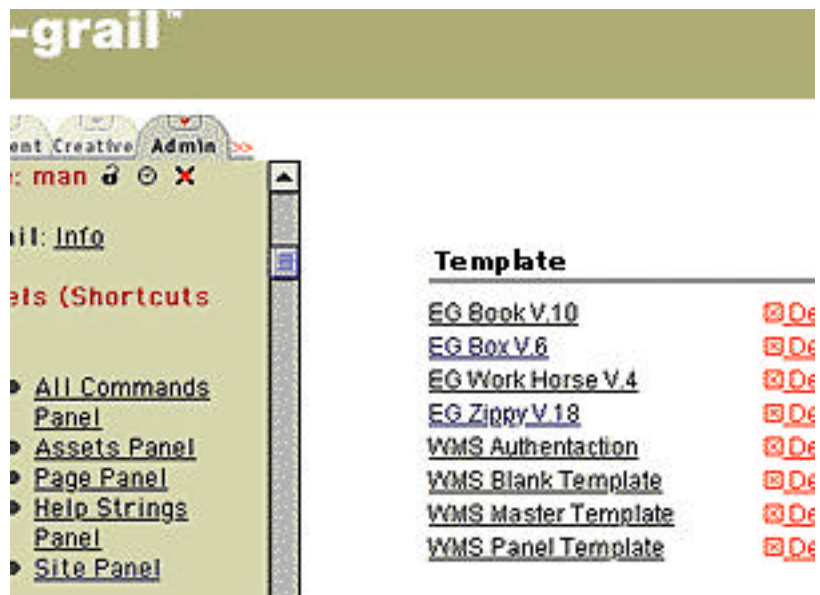 -grail™
ent Creative Admin >>
: man
il: Info
els (Shortcuts
All Commands
Panel
Assets Panel
Page Panel
Help Strings
Panel
Site Panel
Template
EG Book V.10 De
EG Box V.6 De
EG Work Horse V.4 De
EG Zippy V.18 De
WMS Authentaction De
WMS Blank Template De
WMS Master Template De
WMS Panel Template De